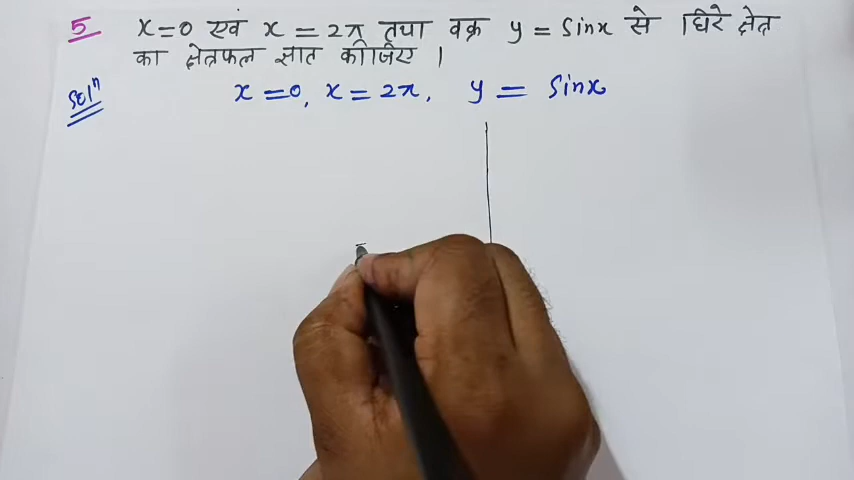 5 x=0 एवं x = 2π तथा वक्र y = sinx से घिरे क्षेत्र
का क्षेत्रफल ज्ञात कीजिए ।
Solⁿ x=0, x=2π, y = sinx